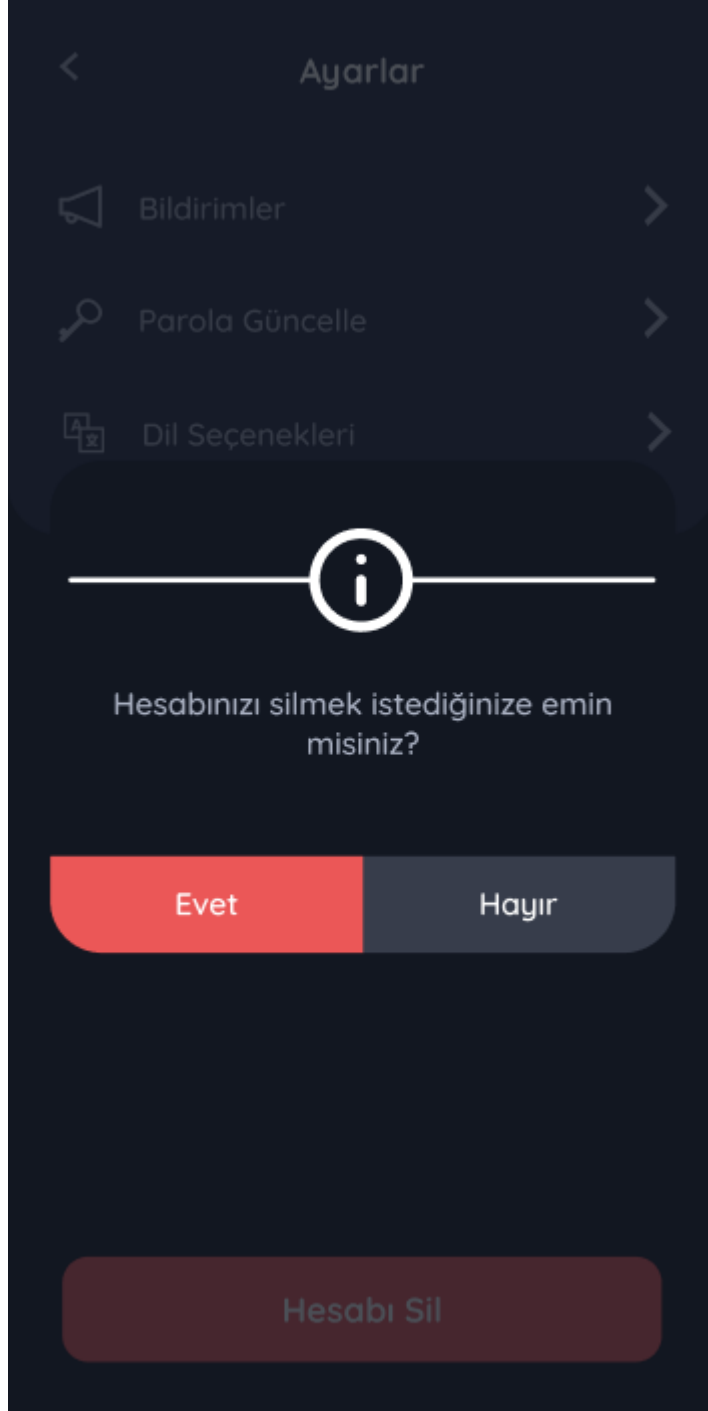 Ayarlar
Bildirimler
Parola Güncelle
Dil Seçenekleri
Hesabınızı silmek istediğinize emin
misiniz?
Evet
Hayır
Hesabı Sil